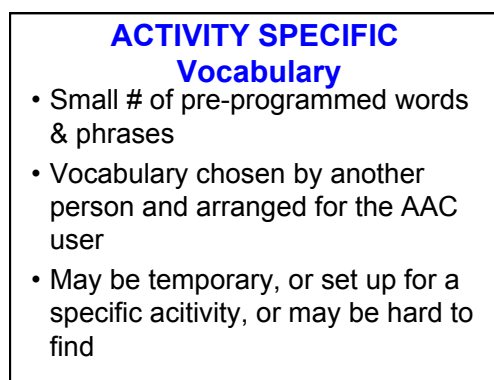 ACTIVITY SPECIFIC
Vocabulary
• Small # of pre-programmed words
& phrases
• Vocabulary chosen by another
person and arranged for the AAC
user
• May be temporary, or set up for a
specific acitivity, or may be hard to
find